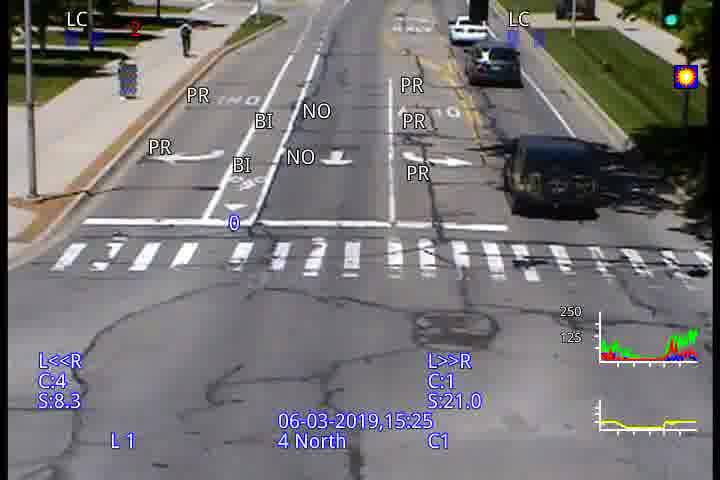 LC
2
LC
PR
PR
NO
BI
PR
PR
NO
BI
PR
0
250
125
L<<R
C:4
S:8.3
L>>R
C:1
S:21.0
06-03-2019,15:25
L 1
4 North
C1